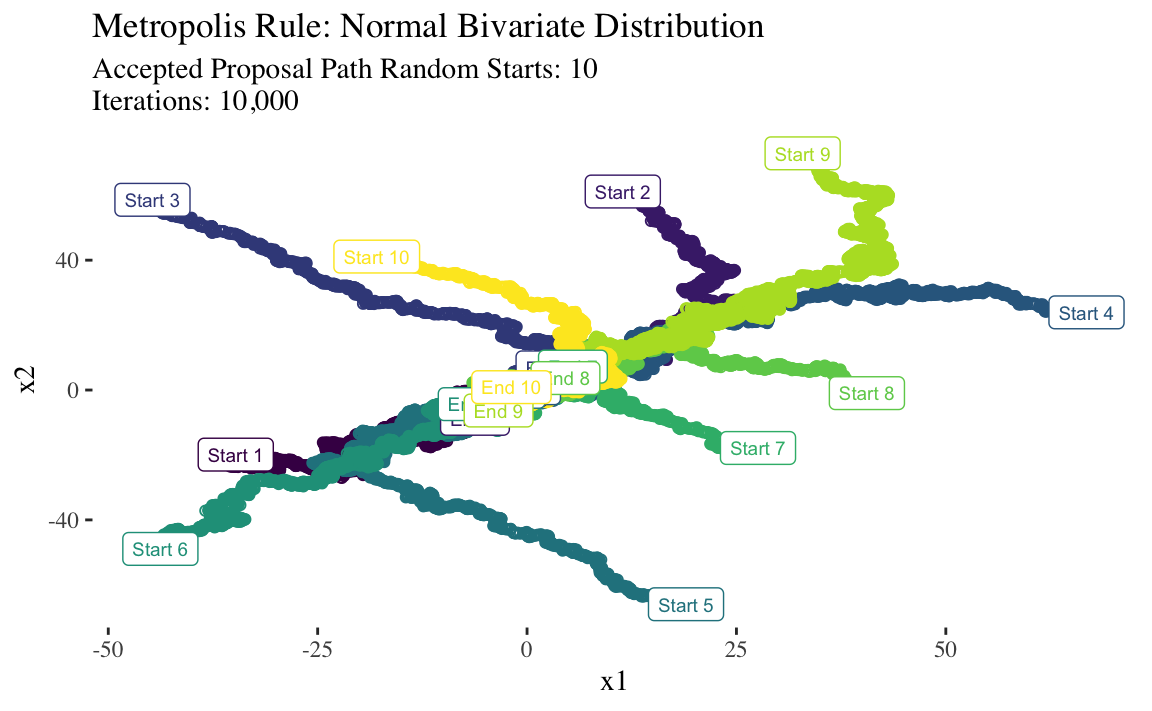 Metropolis Rule: Normal Bivariate Distribution
Accepted Proposal Path Random Starts: 10
Iterations: 10,000
Start 9
Start 3
Start 2
Start 10
40
Start 4
End 8
End 10
0
Start 8
End 9
Start 7
Start 1
-40
Start 6
Start 5
-50
-25
0
25
50
x1
x2